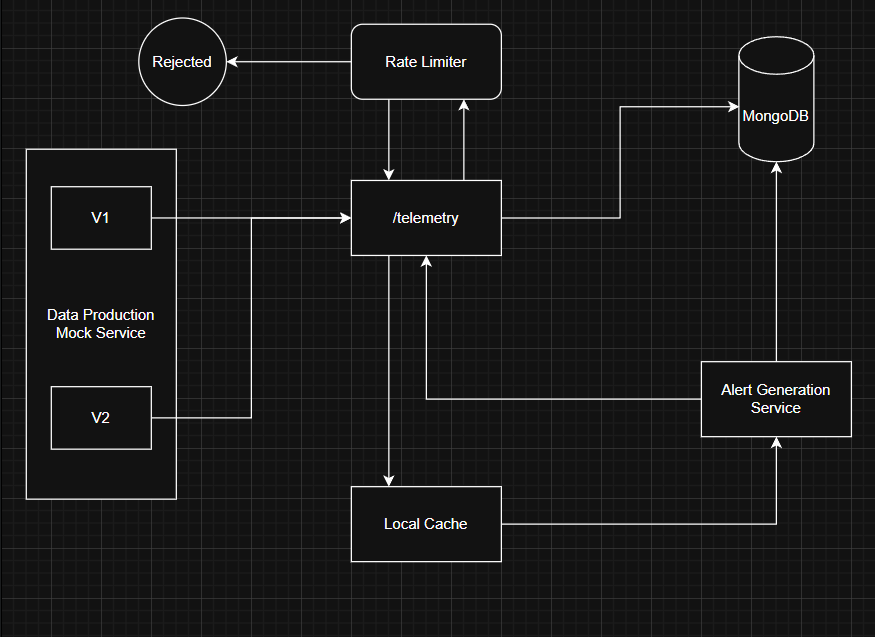 Rejected
Rate Limiter
MongoDB
V1
/telemetry
Data Production
Mock Service
Alert Generation
Service
V2
Local Cache